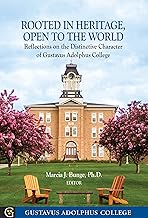 ROOTED IN HERITAGE,
OPEN TO THE WORLD
Reflections on the Distinctive Character
of Gustavus Adolphus College
Marcia J. Bunge, Ph.D.
EDITOR
GUSTAVUS ADOLPHUS COLLEGE